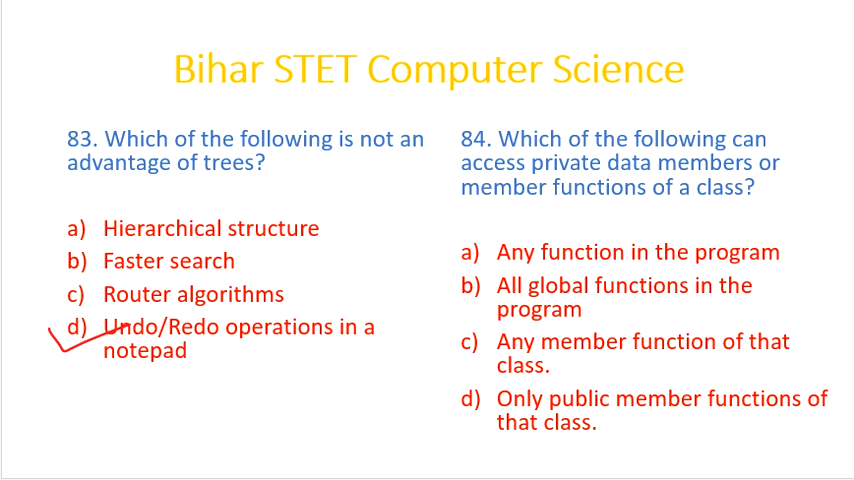 Bihar STET Computer Science
83. Which of the following is not an
advantage of trees?
a) Hierarchical structure
b) Faster search
c) Router algorithms
d) Undo/Redo operations in a
notepad
84. Which of the following can
access private data members or
member functions of a class?
a) Any function in the program
b) All global functions in the
program
c) Any member function of that
class.
d) Only public member functions of
that class.